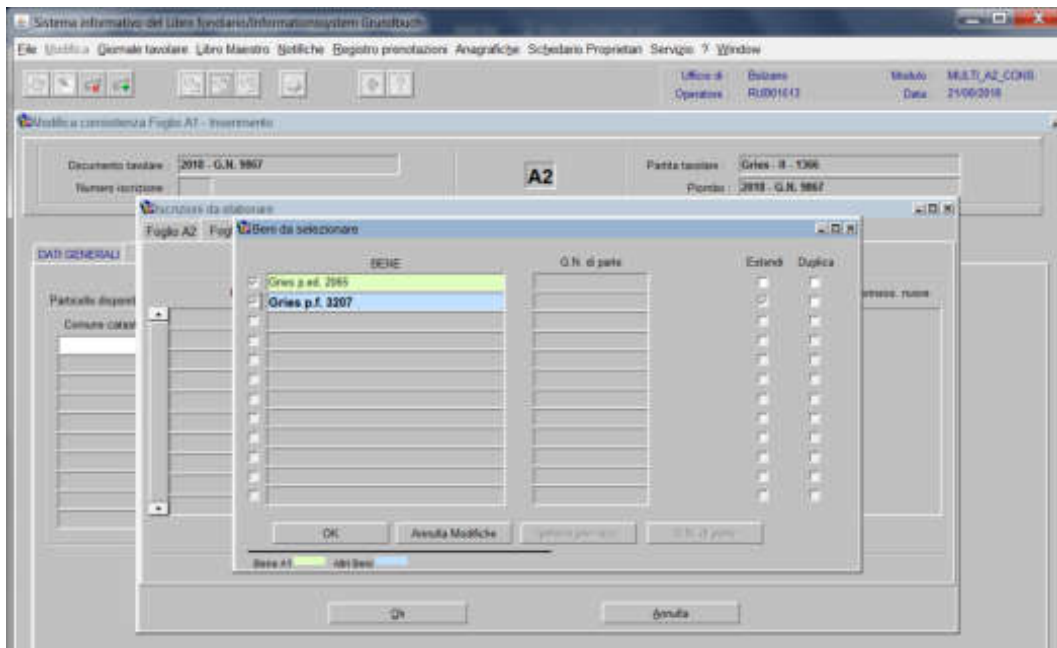 Sistema informativo del Libro fondiario/Informationssystem Grundbuch
File Modifica Giornale tavolare Libro Maestro Notifiche Registro prenotazioni Anagrafiche Schedario Proprietari Servizio ? Window
Ufficio di Bolzano Modulo MULTI_A2_CONS
Operatore Data
Modifica consistenza Foglio A1 - Inserimento
Documento tavolare 2018 - G.N. 9867 A2 Partita tavolare Gries - II - 1366
Numero iscrizione Piombo : 2018 - G.N. 9867
Iscrizioni da elaborare
Foglio A2 Beni da selezionare
DATI GENERALI
BENE G.N. di parte Estendi Duplica
Gries p.ed. 2065
Gries p.f. 3207
OK Annulla Modifiche G.N. di parte
Bene A1 Altri Beni
Ok Annulla